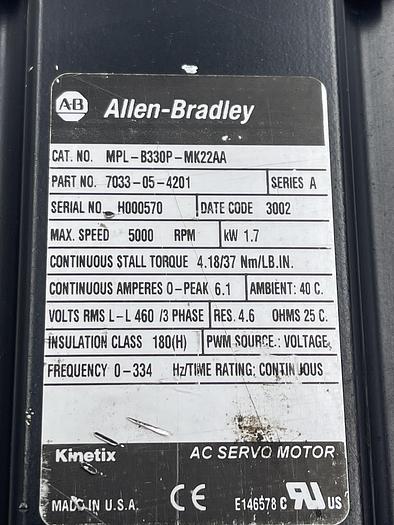 A-B Allen-Bradley
CAT. NO. MPL-B330P-MK22AA
PART NO. 7033-05-4201 SERIES A
SERIAL NO. H000570 DATE CODE 3002
MAX. SPEED 5000 RPM kW 1.7
CONTINUOUS STALL TORQUE 4.18/37 Nm/LB.IN.
CONTINUOUS AMPERES 0-PEAK 6.1 AMBIENT: 40 C.
VOLTS RMS L-L 460 /3 PHASE RES. 4.6 OHMS 25 C.
INSULATION CLASS 180(H) PWM SOURCE.: VOLTAGE,
FREQUENCY 0-334 Hz/TIME RATING: CONTINUOUS
Kinetix AC SERVO MOTOR
MADE IN U.S.A. CE E146578 C RU US